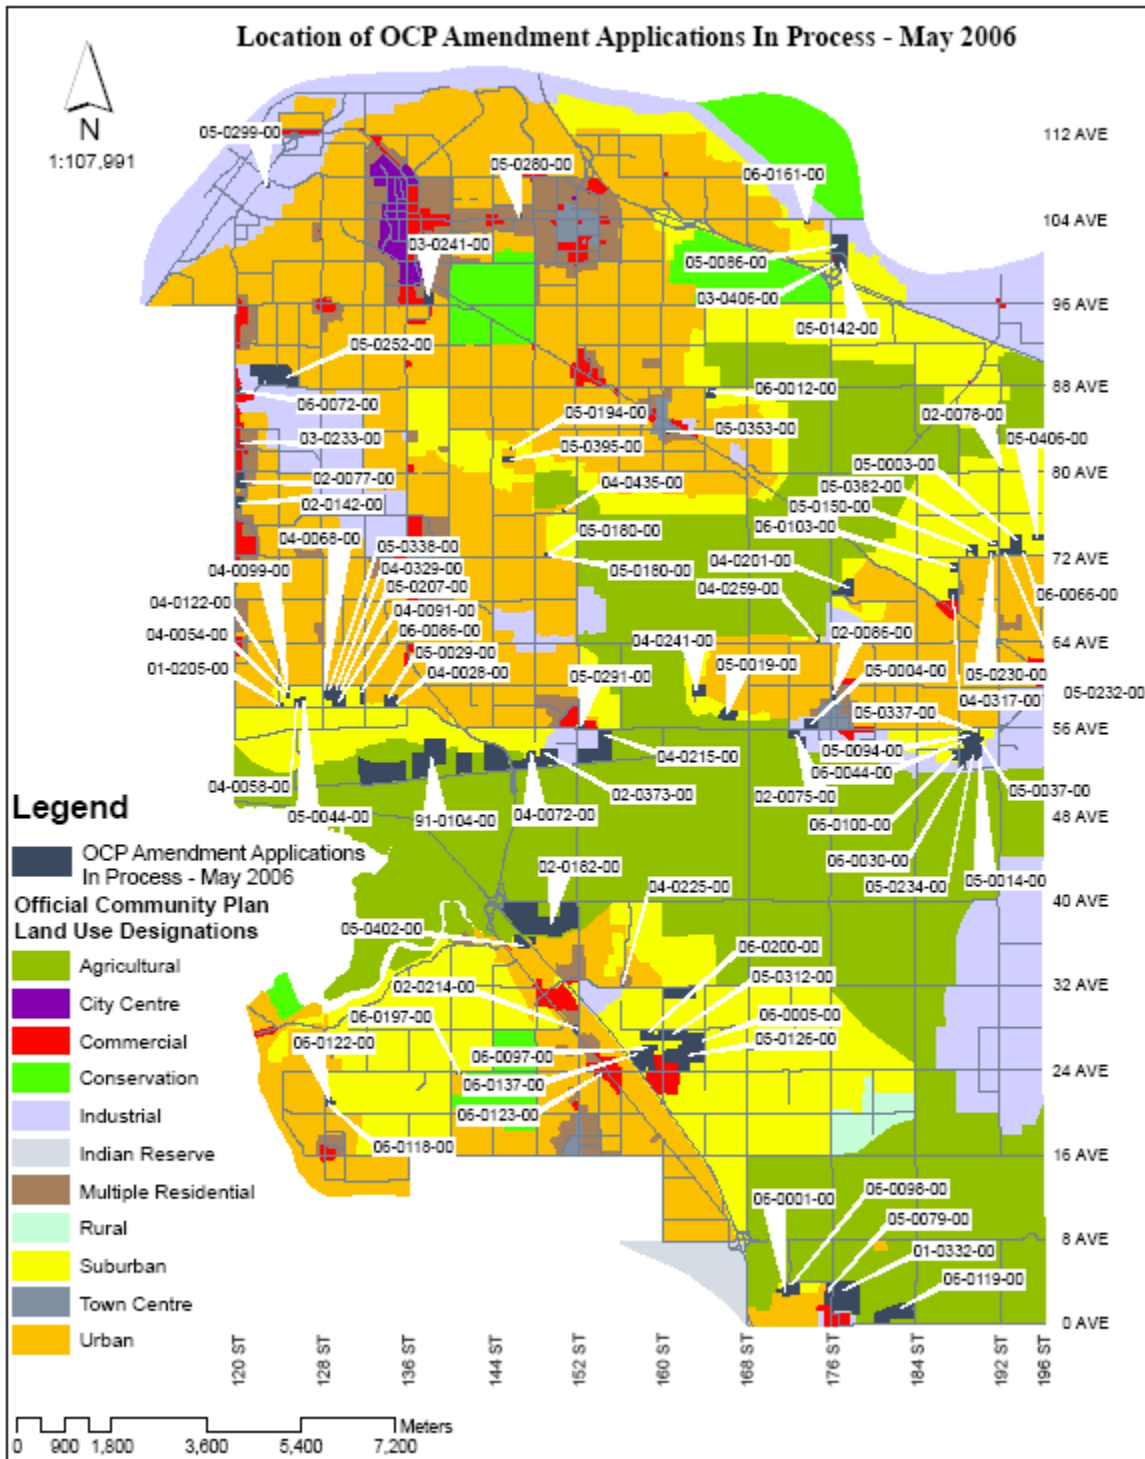 Location of OCP Amendment Applications In Process - May 2006
N
1:107,991
05-0299-00
05-0280-00
06-0161-00
112 AVE
104 AVE
03-0241-00
05-0086-00
03-0406-00
96 AVE
05-0142-00
05-0252-00
88 AVE
06-0072-00
06-0012-00
02-0078-00
05-0194-00
05-0353-00
03-0233-00
05-0395-00
05-0406-00
05-0003-00
80 AVE
02-0077-00
04-0435-00
05-0382-00
02-0142-00
05-0150-00
06-0103-00
04-0068-00
05-0338-00
05-0180-00
04-0099-00
04-0329-00
05-0180-00
04-0201-00
72 AVE
05-0207-00
04-0259-00
06-0066-00
04-0122-00
04-0091-00
04-0054-00
06-0086-00
04-0241-00
02-0086-00
64 AVE
01-0205-00
05-0029-00
05-0019-00
05-0004-00
05-0230-00
04-0028-00
05-0291-00
05-0232-00
04-0317-00
05-0337-00
56 AVE
04-0215-00
05-0094-00
06-0044-00
04-0058-00
02-0373-00
02-0075-00
05-0037-00
05-0044-00
91-0104-00
04-0072-00
06-0100-00
48 AVE
06-0030-00
05-0234-00
05-0014-00
Legend
OCP Amendment Applications
In Process - May 2006
Official Community Plan
Land Use Designations
Agricultural
City Centre
Commercial
Conservation
Industrial
Indian Reserve
Multiple Residential
Rural
Suburban
Town Centre
Urban
02-0182-00
04-0225-00
40 AVE
05-0402-00
06-0200-00
05-0312-00
02-0214-00
32 AVE
06-0197-00
06-0005-00
06-0122-00
05-0126-00
06-0097-00
06-0137-00
24 AVE
06-0123-00
06-0118-00
16 AVE
06-0001-00
06-0098-00
05-0079-00
8 AVE
01-0332-00
06-0119-00
0 AVE
120 ST
128 ST
136 ST
144 ST
152 ST
160 ST
168 ST
176 ST
184 ST
192 ST
196 ST
Meters
0 900 1,800 3,600 5,400 7,200